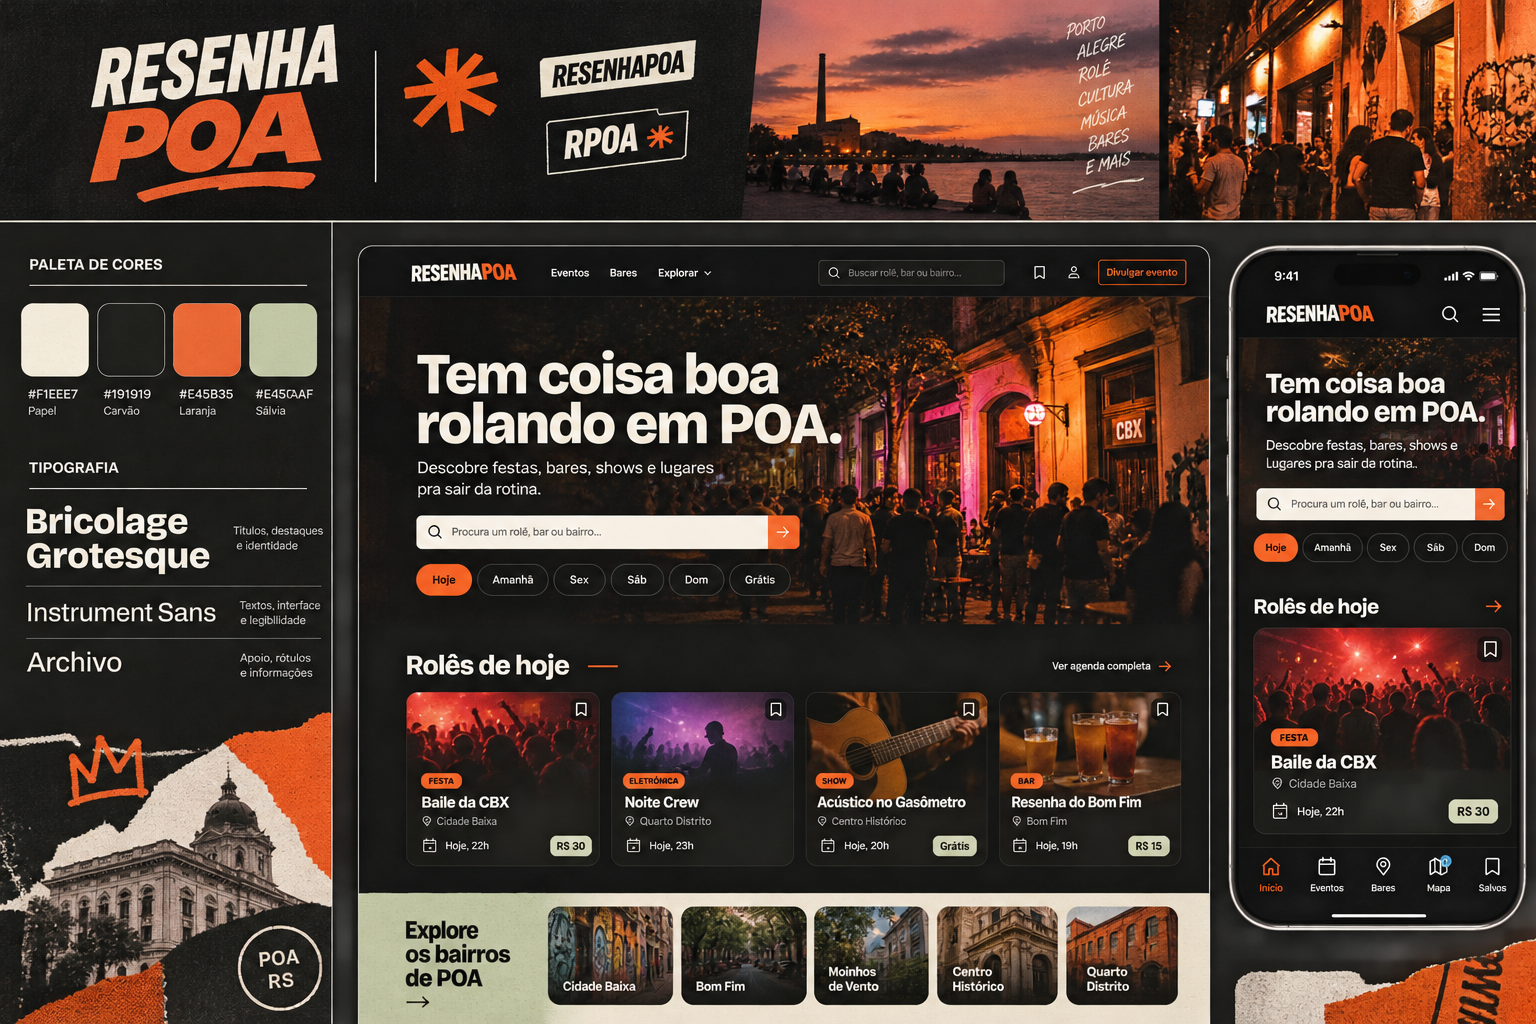 RESENHA
POA
RESENHAPOA
RPOA
PORTO
ALEGRE
ROLÊ
CULTURA
MÚSICA
BARES
E MAIS
PALETA DE CORES
#F1EEE7
Papel
#191919
Carvão
#E45B35
Laranja
Sálvia
TIPOGRAFIA
Bricolage
Grotesque
Titulos, destaques
e identidade
Instrument Sans
Textos, interface
e legibllidade
Archivo
Apoio, rótulos
e informações
POA
RS
RESENHAPOA
Eventos
Bares
Explorar
Buscar rolê, bar ou bairro...
Divulgar evento
CBX
Tem coisa boa
rolando em POA.
Descobre festas, bares, shows e lugares
pra sair da rotina.
Procura um rolê, bar ou bairro...
Hoje
Amanhã
Sex
Sáb
Dom
Grátis
Rolês de hoje
Ver agenda completa
FESTA
Baile da CBX
Cidade Baixa
Hoje, 22h
R$ 30
ELETRÔNICA
Noite Crew
Quarto Distrito
Hoje, 23h
SHOW
Acústico no Gasômetro
Centro Históríoc
Hoje, 20h
Grátis
BAR
Resenha do Bom Fim
Bom Fim
Hoje, 19h
R$ 15
Explore
os bairros
de POA
Cidade Baixa
Bom Fim
Moinhos
de Vento
Centro
Histórico
Quarto
Distrito
9:41
RESENHAPOA
Tem coisa boa
rolando em POA.
Descobre festas, bares, shows e
Lugares pra sair da rotina..
Procura um rolê, bar ou bairro...
Hoje
Amanhã
Sex
Sáb
Dom
Rolês de hoje
FESTA
Baile da CBX
Cidade Baixa
Hoje, 22h
R$ 30
Início
Eventos
Bares
Mapa
Salvos